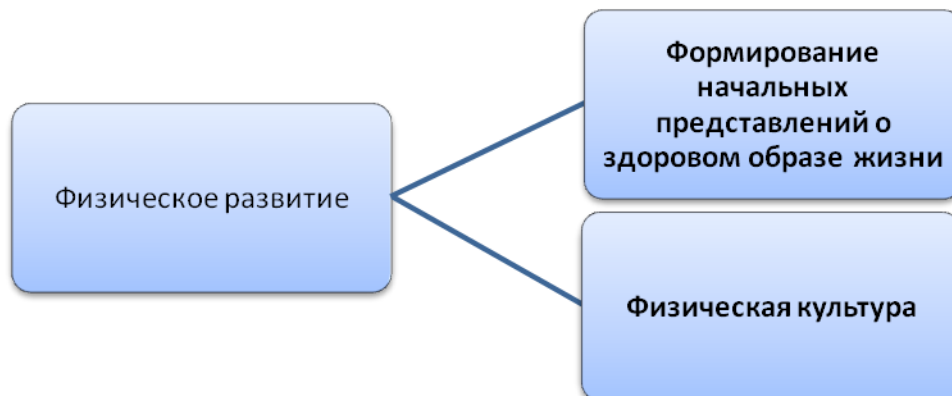 Физическое развитие
Формирование
начальных
представлений о
здоровом образе жизни
Физическая культура